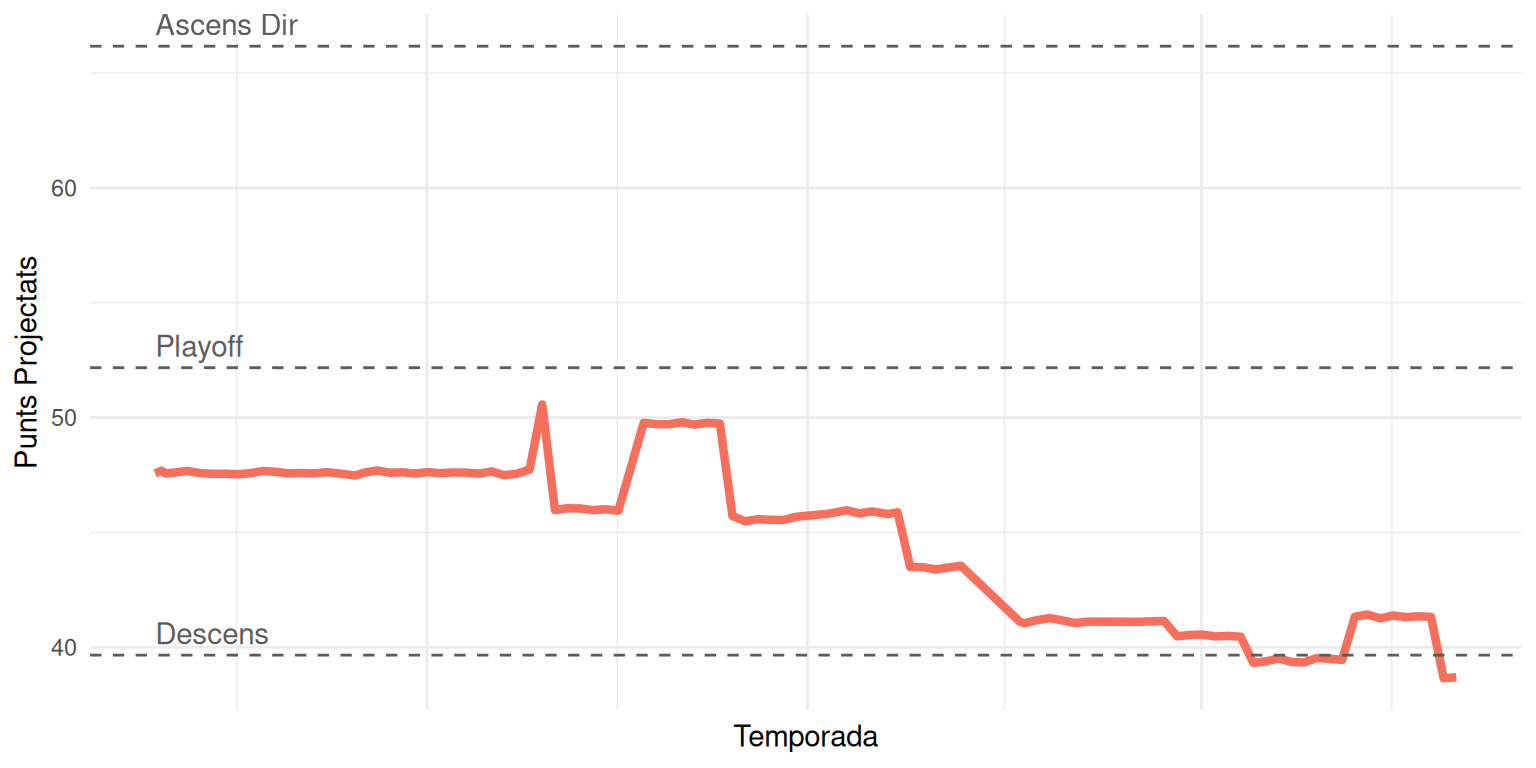 Ascens Dir
60
Playoff
50
Descens
40
Punts Projectats
Temporada